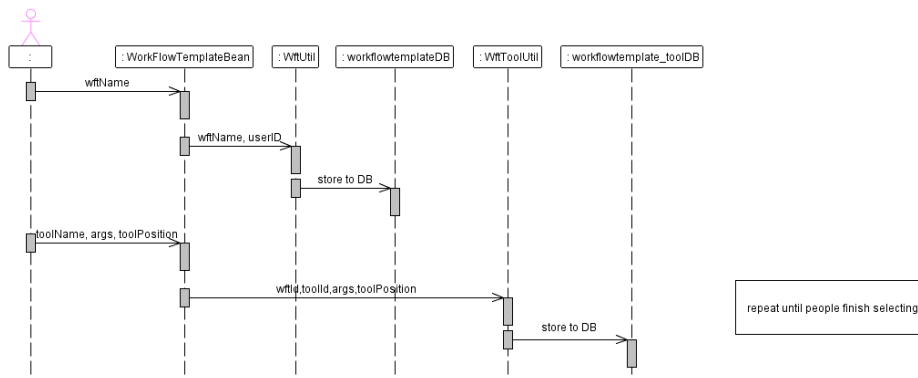 :
: WorkFlowTemplateBean
: WftUtil
: workflowtemplateDB
: WftToolUtil
: workflowtemplate_toolDB
wftName
wftName, userID
store to DB
toolName, args, toolPosition
wftId,toolId,args,toolPosition
repeat until people finish selecting
store to DB